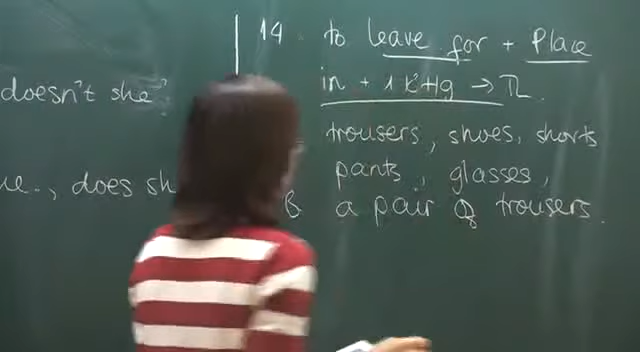 doesn't she?
, does sh
14. to leave for + Place
in + 1 k +tg → TL.
trousers, shoes, shorts
pants, glasses,
a pair of trousers.